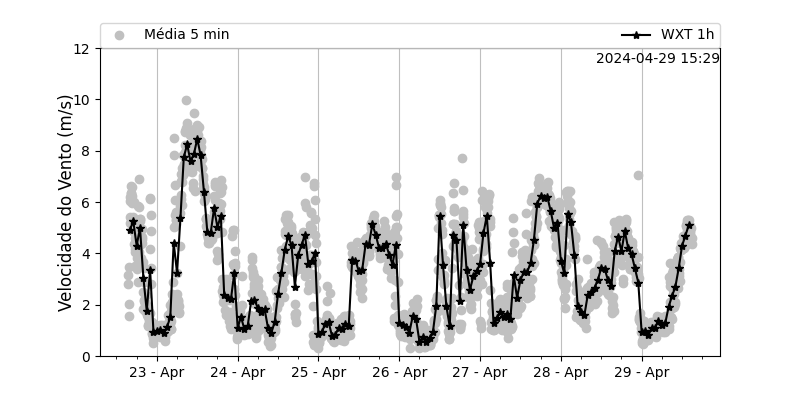 Média 5 min
WXT 1h
2024-04-29 15:29
Velocidade do Vento (m/s)
12
10
8
6
4
2
0
23 - Apr
24 - Apr
25 - Apr
26 - Apr
27 - Apr
28 - Apr
29 - Apr